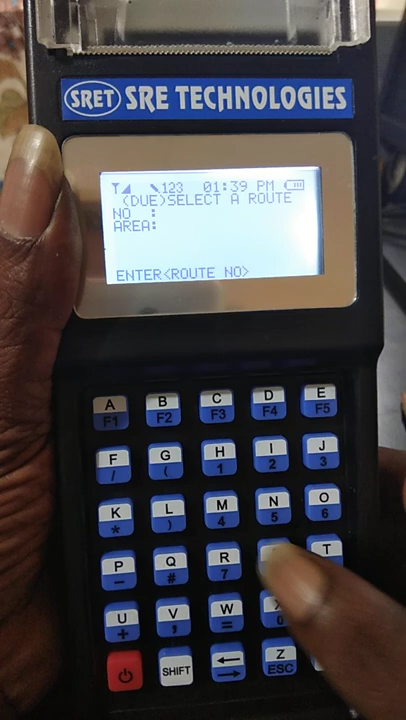 SRET SRE TECHNOLOGIES
123 01:39 PM
(DUE)SELECT A ROUTE
NO :
AREA:
ENTER<ROUTE NO>
A B C D E
F1 F2 F3 F4 F5
F G H I J
/ ( 1 2 3
K L M N O
* ) 4 5 6
P Q R T
- # 7
U V W X
+ , = 0
SHIFT Z
ESC